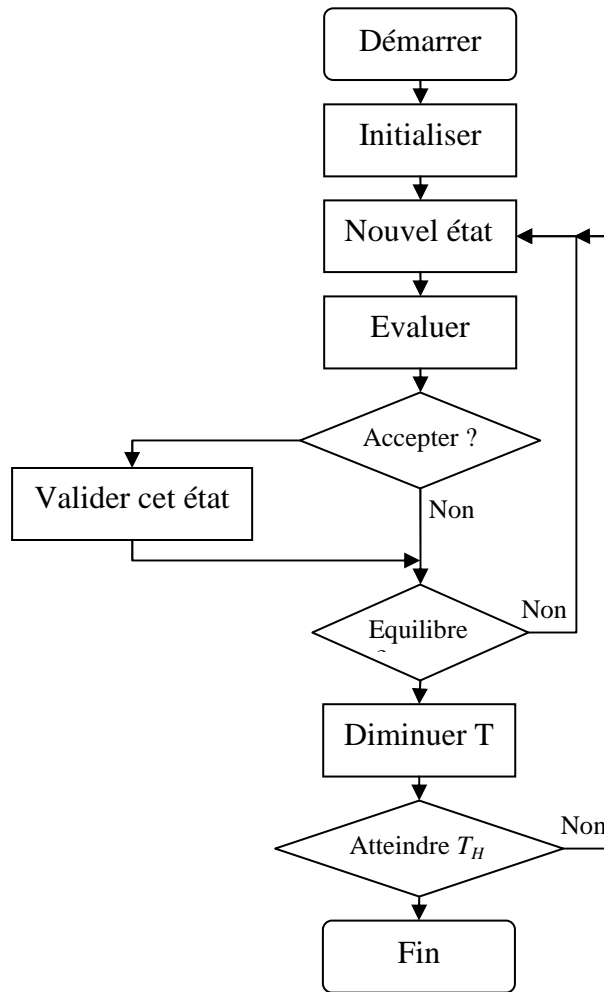 Démarrer
Initialiser
Nouvel état
Evaluer
Accepter ?
Valider cet état
Non
Equilibre
Non
Diminuer T
Atteindre T_H
Non
Fin